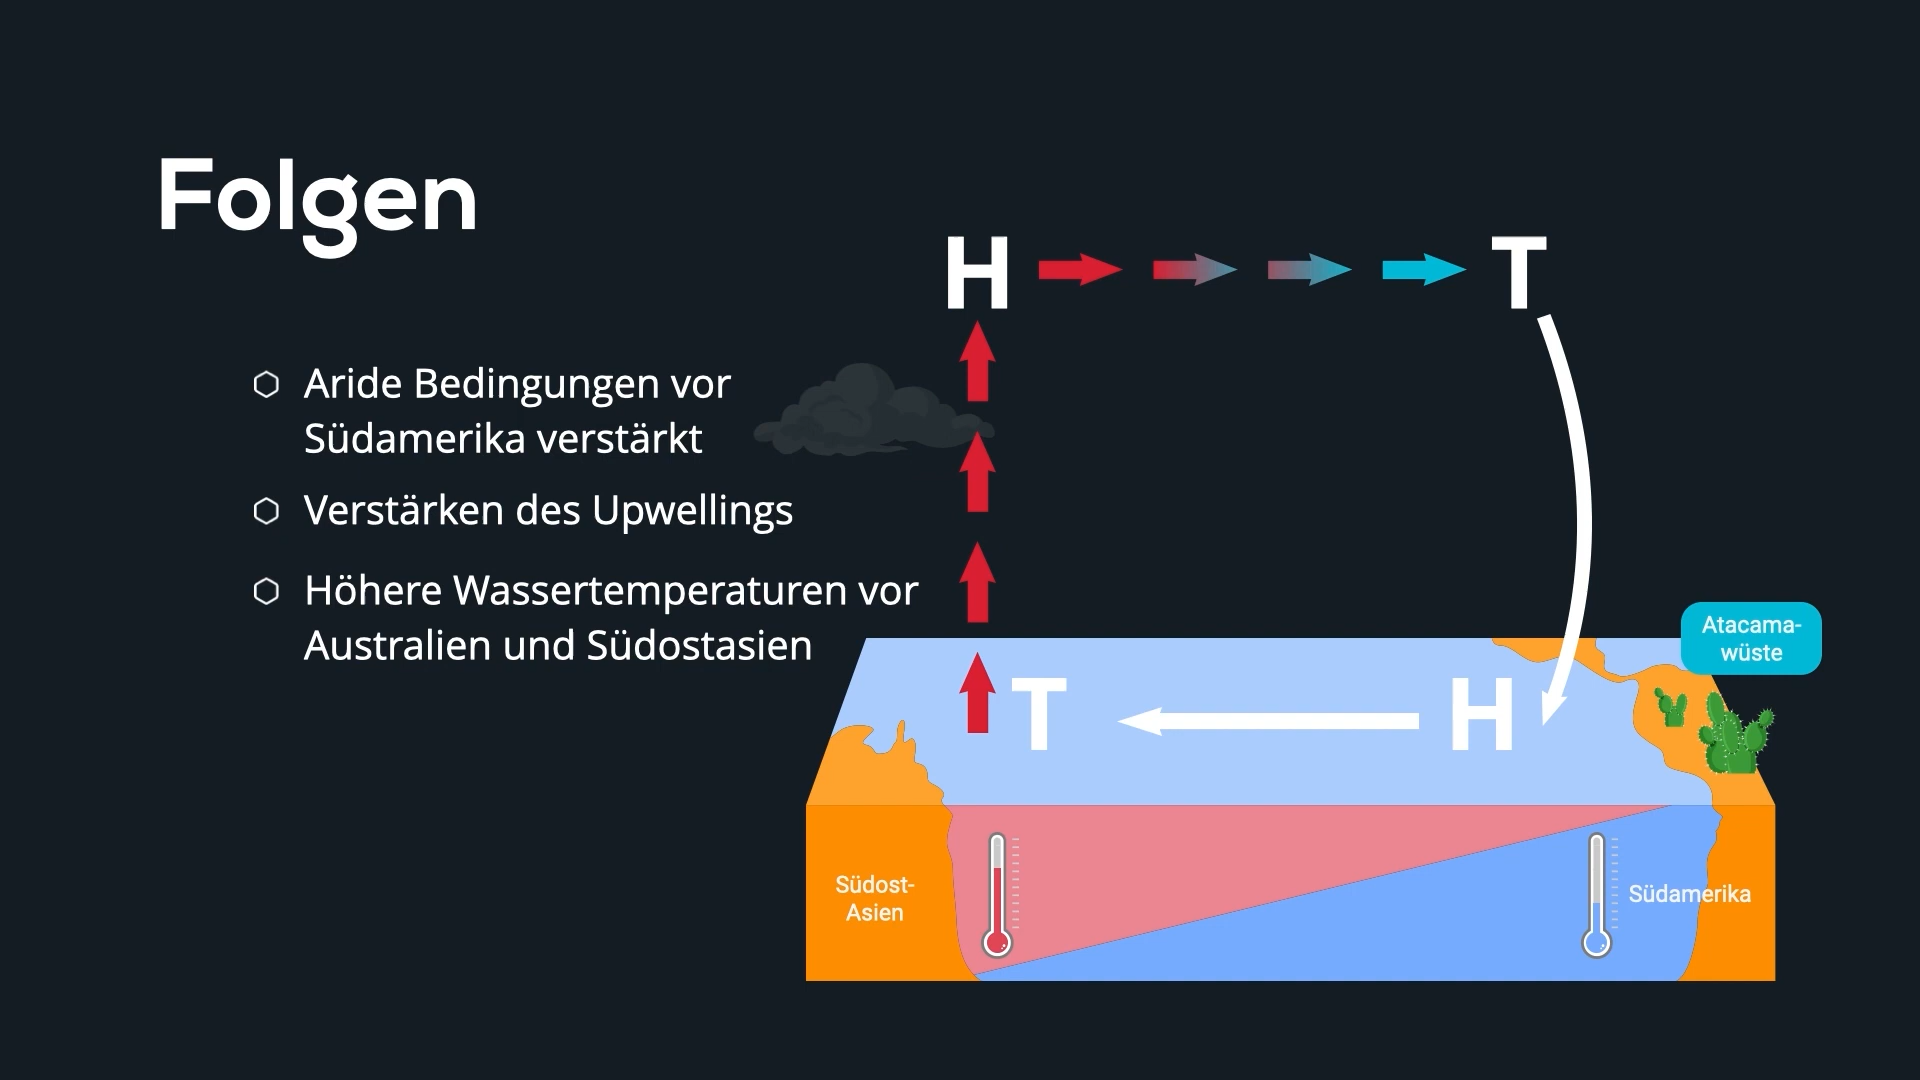 Folgen
Aride Bedingungen vor
Südamerika verstärkt
Verstärken des Upwellings
Höhere Wassertemperaturen vor
Australien und Südostasien
H
T
T
H
Atacama-
wüste
Südost-
Asien
Südamerika